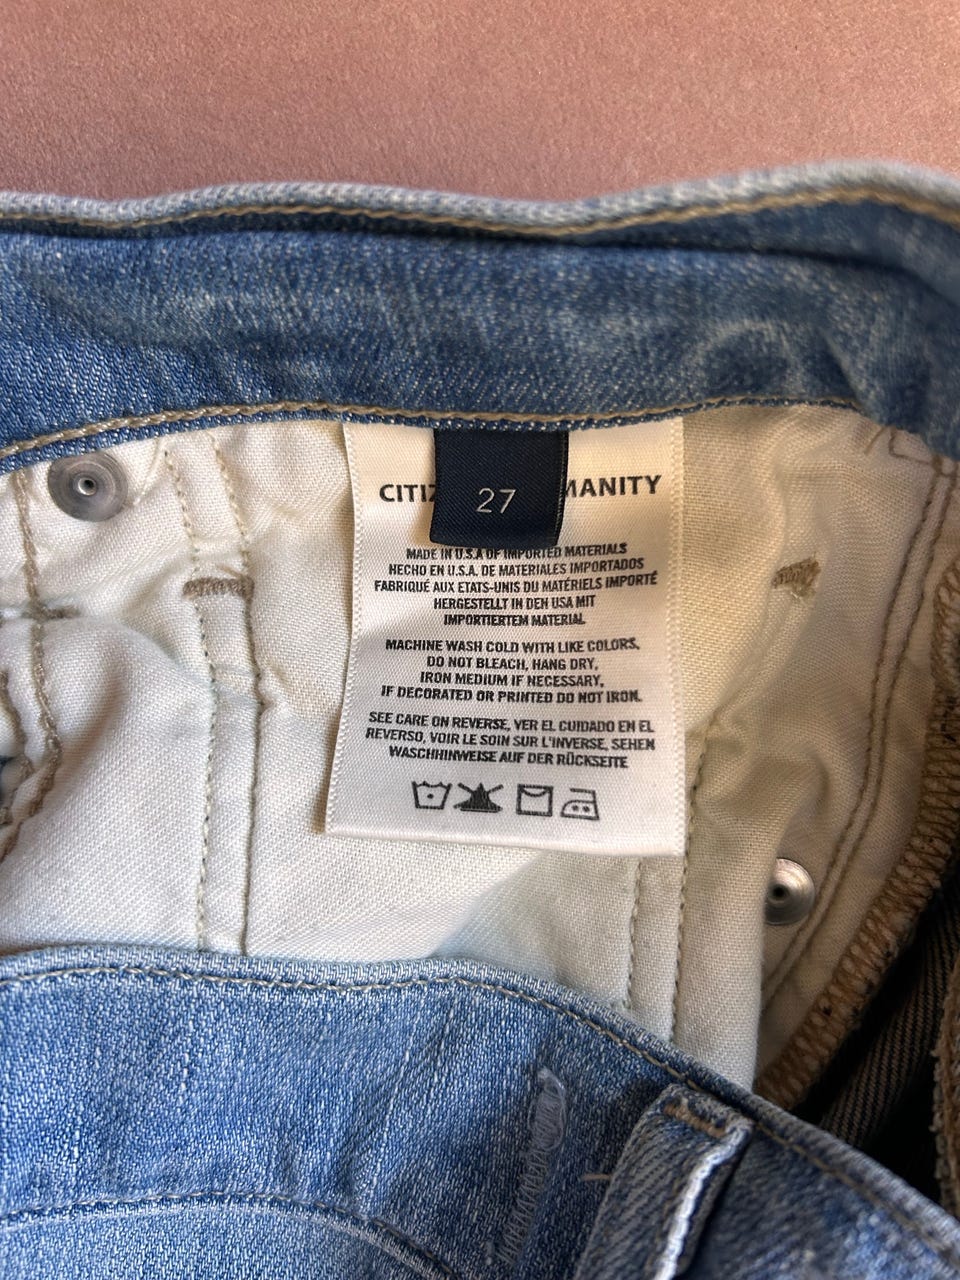 CITIZ MANITY
27
MADE IN U.S.A OF IMPORTED MATERIALS
HECHO EN U.S.A. DE MATERIALES IMPORTADOS
FABRIQUÉ AUX ETATS-UNIS DU MATÉRIELS IMPORTÉ
HERGESTELLT IN DEN USA MIT
IMPORTIERTEM MATERIAL
MACHINE WASH COLD WITH LIKE COLORS,
DO NOT BLEACH, HANG DRY,
IRON MEDIUM IF NECESSARY,
IF DECORATED OR PRINTED DO NOT IRON.
SEE CARE ON REVERSE, VER EL CUIDADO EN EL
REVERSO, VOIR LE SOIN SUR L'INVERSE, SEHEN
WASCHHINWEISE AUF DER RÜCKSEITE